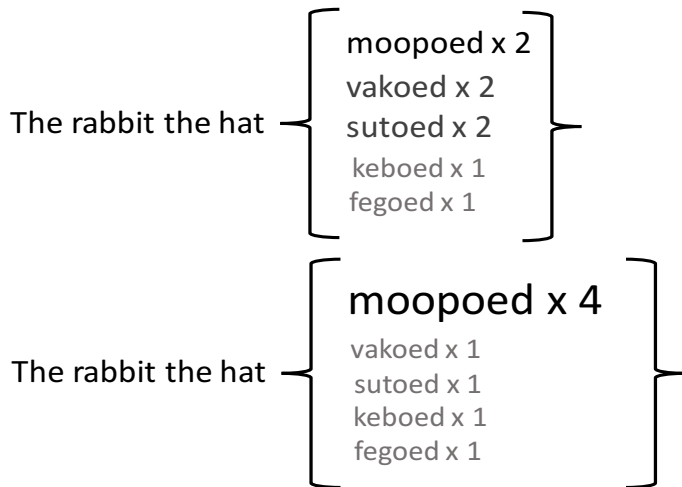 moopoed x 2
vakoed x 2
The rabbit the hat
sutoed x 2
keboed x 1
fegoed x 1
moopoed x 4
vakoed x 1
The rabbit the hat
sutoed x 1
keboed x 1
fegoed x 1